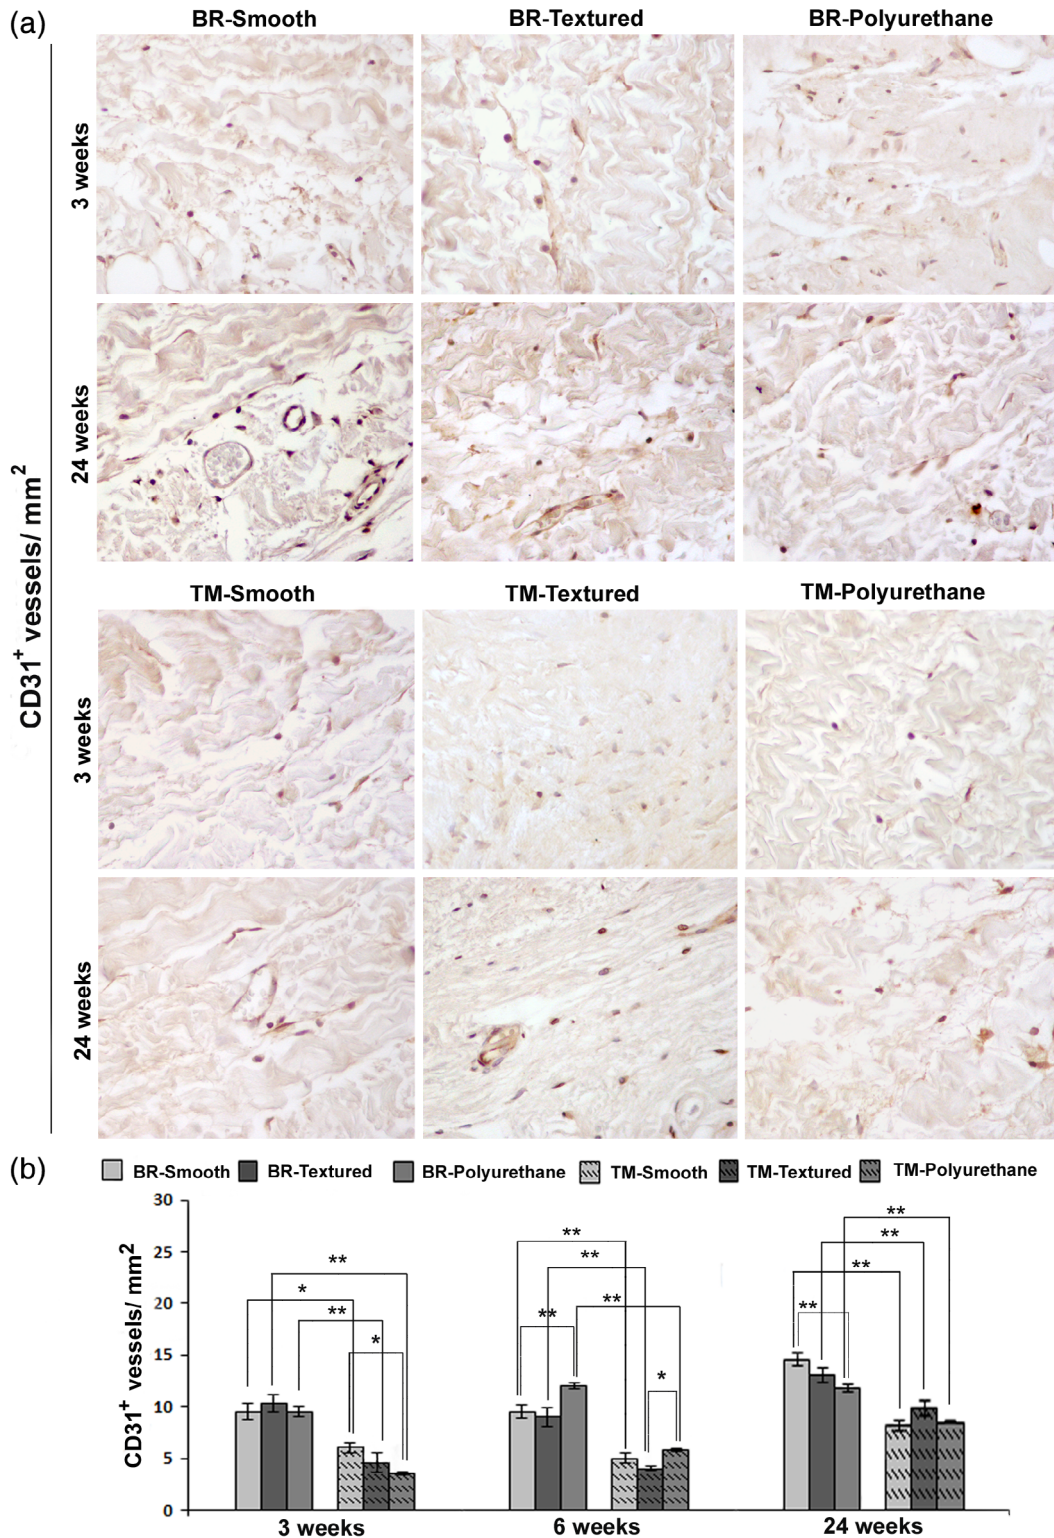 (a)
BR-Smooth BR-Textured BR-Polyurethane
3 weeks
24 weeks
CD31+ vessels/ mm2
TM-Smooth TM-Textured TM-Polyurethane
3 weeks
24 weeks
(b)
BR-Smooth BR-Textured BR-Polyurethane TM-Smooth TM-Textured TM-Polyurethane
CD31+ vessels/ mm2
30
25
20
15
10
5
0
** * ** *
** ** ** ** *
** ** ** **
3 weeks 6 weeks 24 weeks